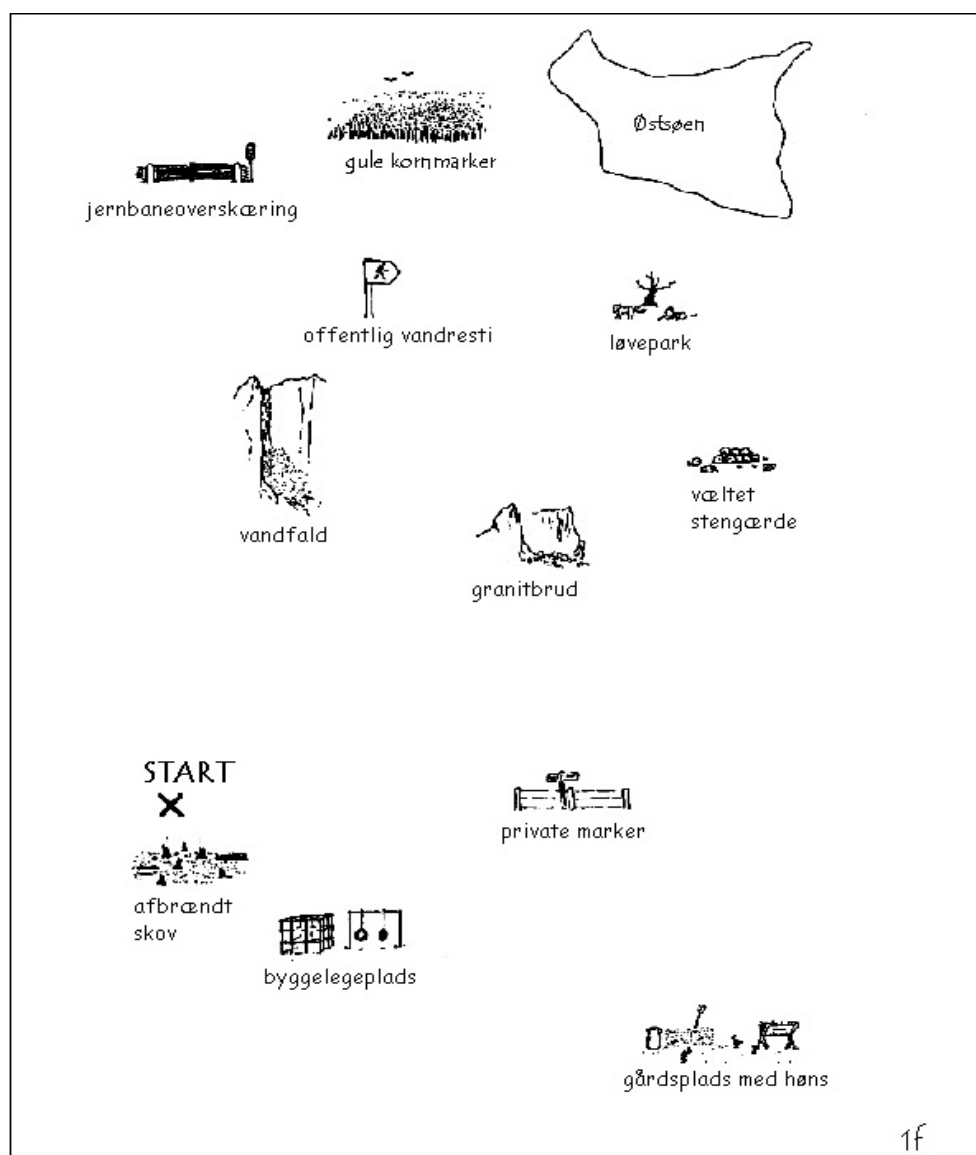 Østsøen
gule kornmarker
jernbaneoverskæring
offentlig vandresti
løvepark
væltet
stengærde
vandfald
granitbrud
START
private marker
afbrændt
skov
byggelegeplads
gårdsplads med høns
1f